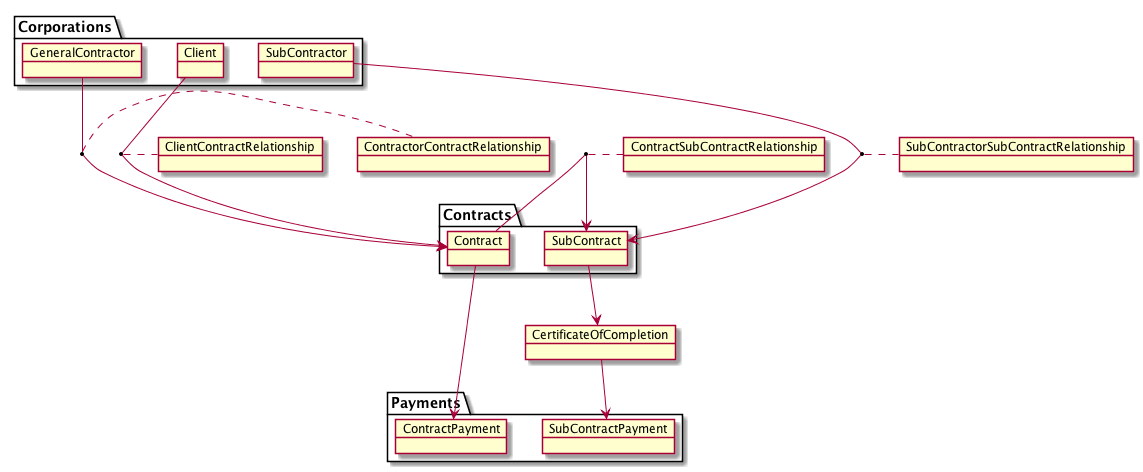 Corporations
GeneralContractor
Client
SubContractor
ClientContractRelationship
ContractorContractRelationship
ContractSubContractRelationship
SubContractorSubContractRelationship
Contracts
Contract
SubContract
CertificateOfCompletion
Payments
ContractPayment
SubContractPayment